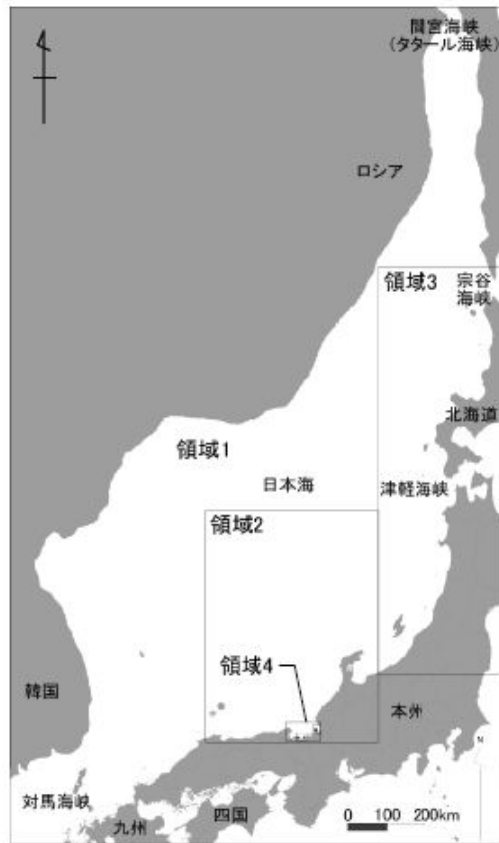 間宮海峡
(タタール海峡)
ロシア
領域3
宗谷
海峡
北海道
領域1
日本海
津軽海峡
領域2
領域4
韓国
本州
N
対馬海峡
四国
九州
0 100 200km